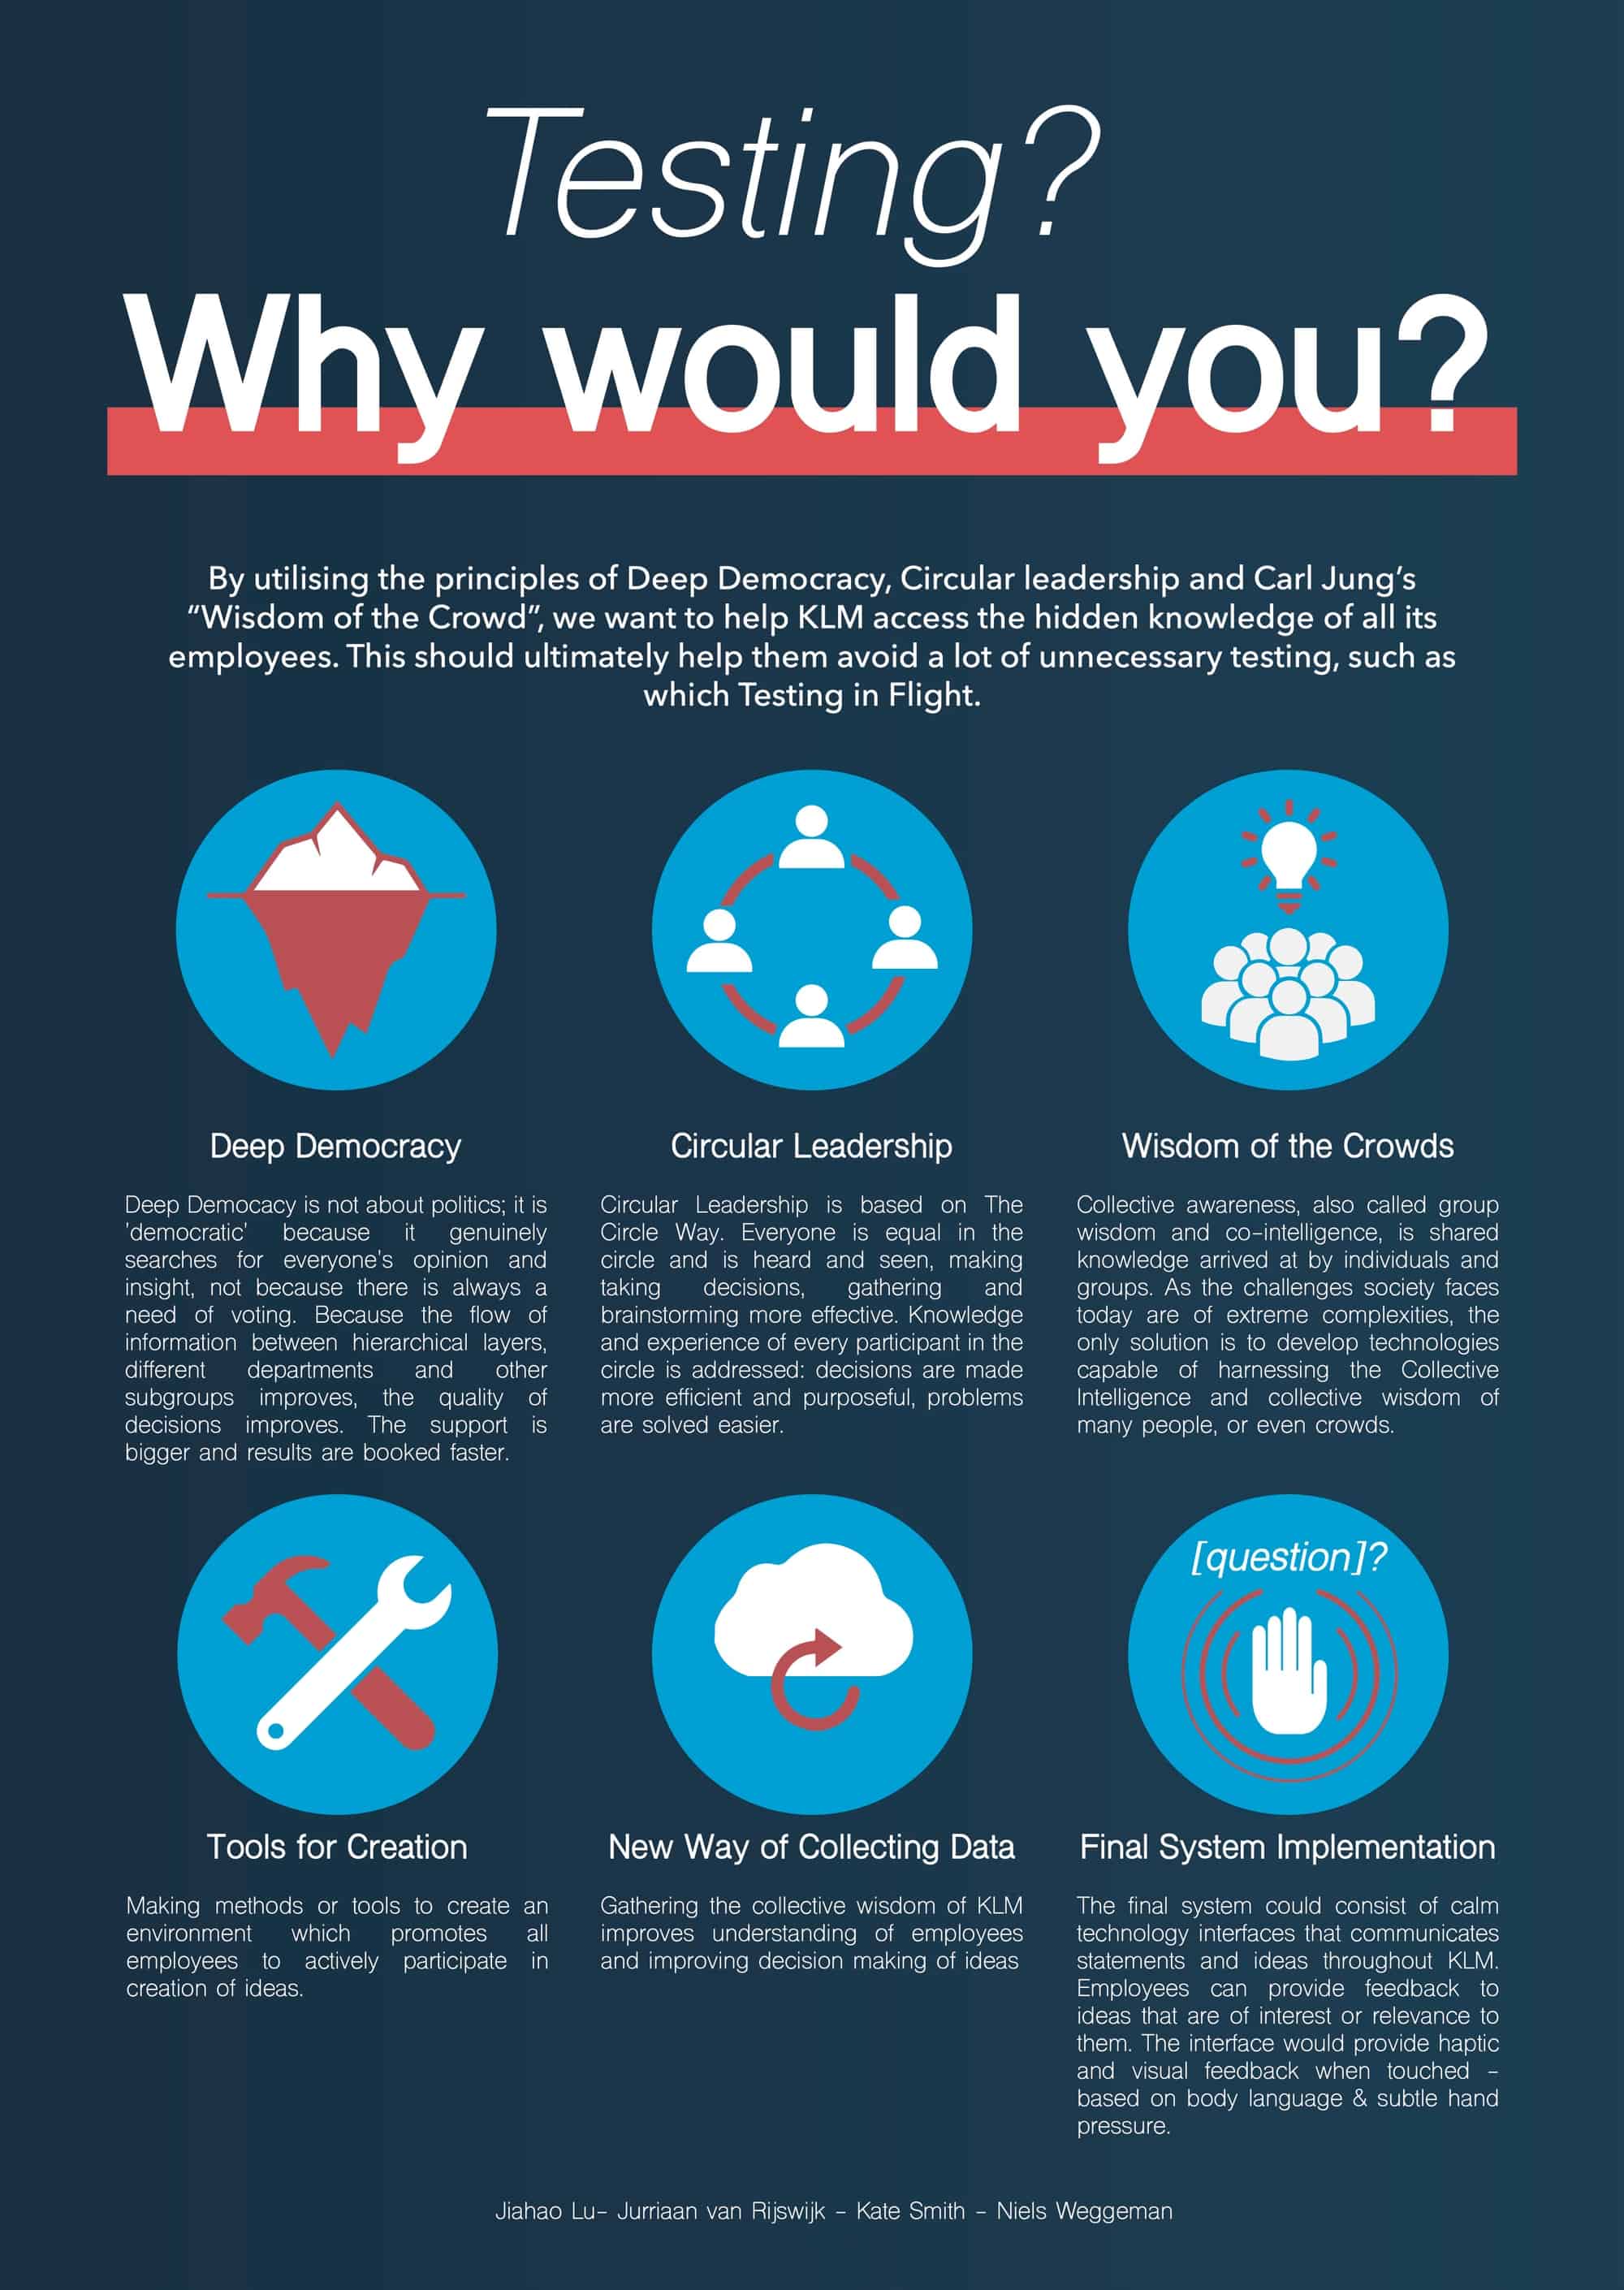 Testing?
Why would you?
By utilising the principles of Deep Democracy, Circular leadership and Carl Jung's
"Wisdom of the Crowd", we want to help KLM access the hidden knowledge of all its
employees. This should ultimately help them avoid a lot of unnecessary testing, such as
which Testing in Flight.
Deep Democracy
Deep Democacy is not about politics; it is
'democratic' because it genuinely
searches for everyone's opinion and
insight, not because there is always a
need of voting. Because the flow of
information between hierarchical layers,
different departments and other
subgroups improves, the quality of
decisions improves. The support is
bigger and results are booked faster.
Circular Leadership
Circular Leadership is based on The
Circle Way. Everyone is equal in the
circle and is heard and seen, making
taking decisions, gathering and
brainstorming more effective. Knowledge
and experience of every participant in the
circle is addressed: decisions are made
more efficient and purposeful, problems
are solved easier.
Wisdom of the Crowds
Collective awareness, also called group
wisdom and co-intelligence, is shared
knowledge arrived at by individuals and
groups. As the challenges society faces
today are of extreme complexities, the
only solution is to develop technologies
capable of harnessing the Collective
Intelligence and collective wisdom of
many people, or even crowds.
Tools for Creation
Making methods or tools to create an
environment which promotes all
employees to actively participate in
creation of ideas.
New Way of Collecting Data
Gathering the collective wisdom of KLM
improves understanding of employees
and improving decision making of ideas
[question]?
Final System Implementation
The final system could consist of calm
technology interfaces that communicates
statements and ideas throughout KLM.
Employees can provide feedback to
ideas that are of interest or relevance to
them. The interface would provide haptic
and visual feedback when touched -
based on body language & subtle hand
pressure.
Jiahao Lu- Jurriaan van Rijswijk - Kate Smith - Niels Weggeman